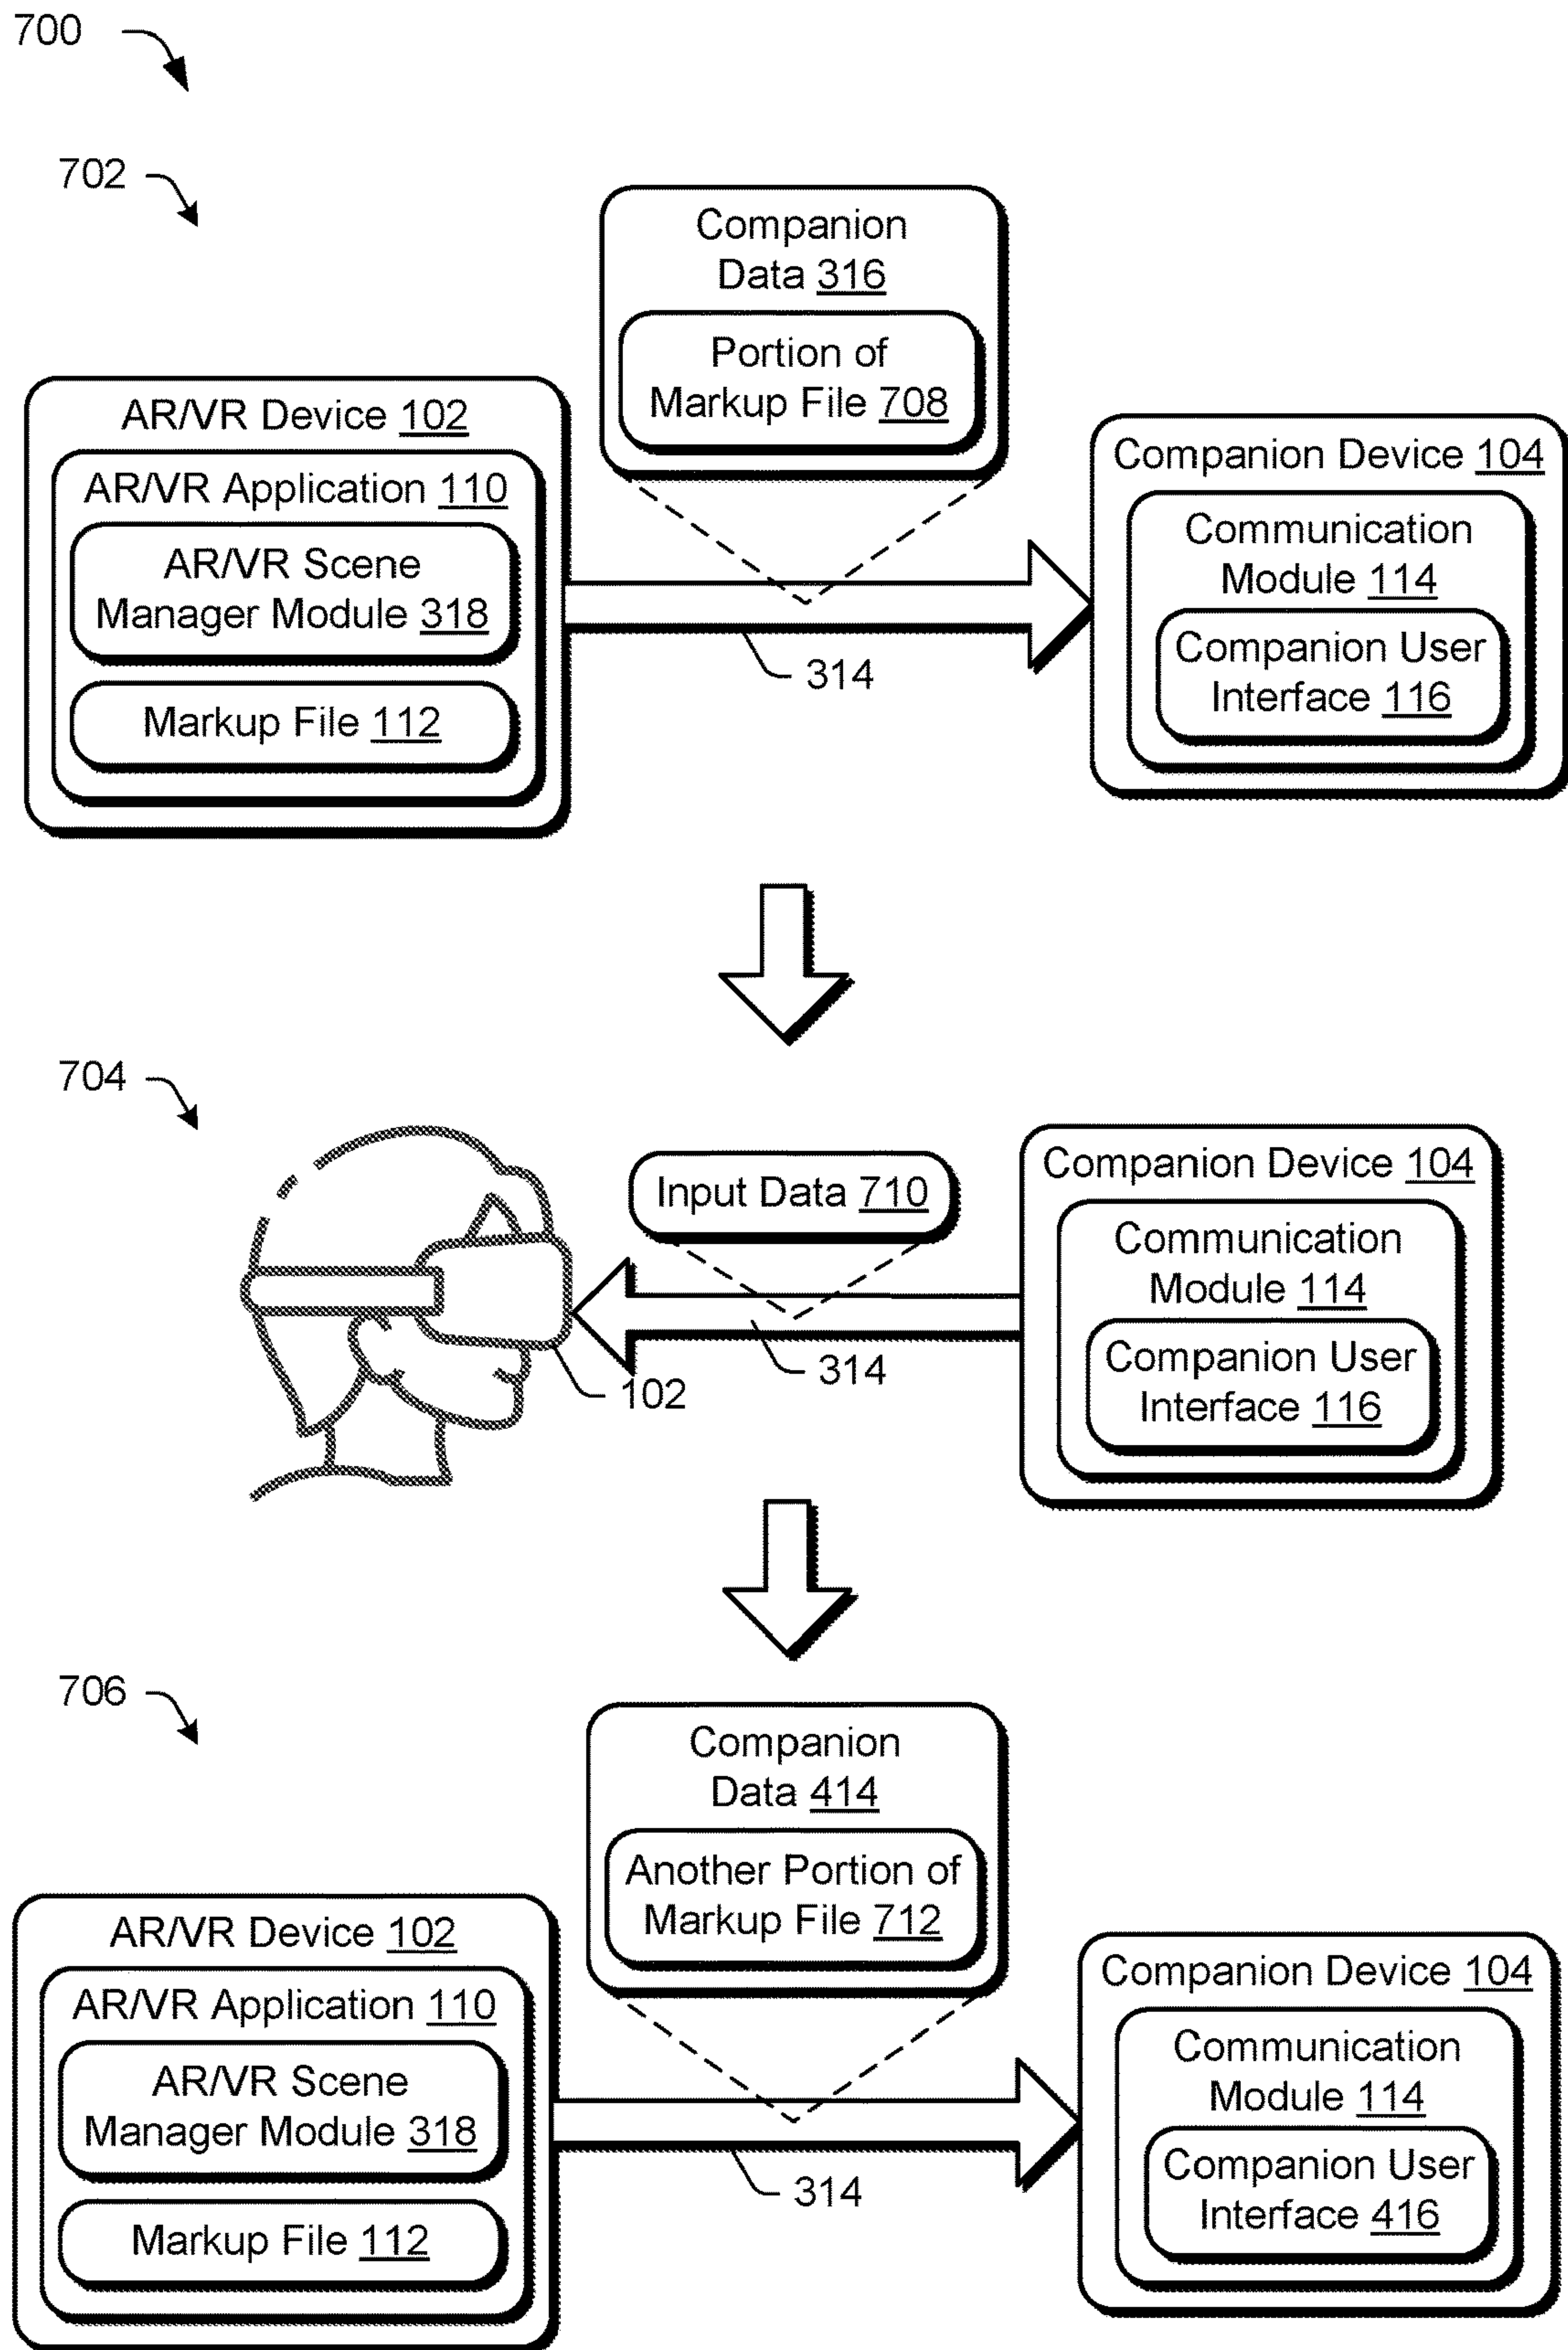 700
702
Companion
Data 316
Portion of
Markup File 708
AR/VR Device 102
AR/VR Application 110
AR/VR Scene
Manager Module 318
Markup File 112
314
Companion Device 104
Communication
Module 114
Companion User
Interface 116
704
Input Data 710
314
102
Companion Device 104
Communication
Module 114
Companion User
Interface 116
706
Companion
Data 414
Another Portion of
Markup File 712
AR/VR Device 102
AR/VR Application 110
AR/VR Scene
Manager Module 318
Markup File 112
314
Companion Device 104
Communication
Module 114
Companion User
Interface 416